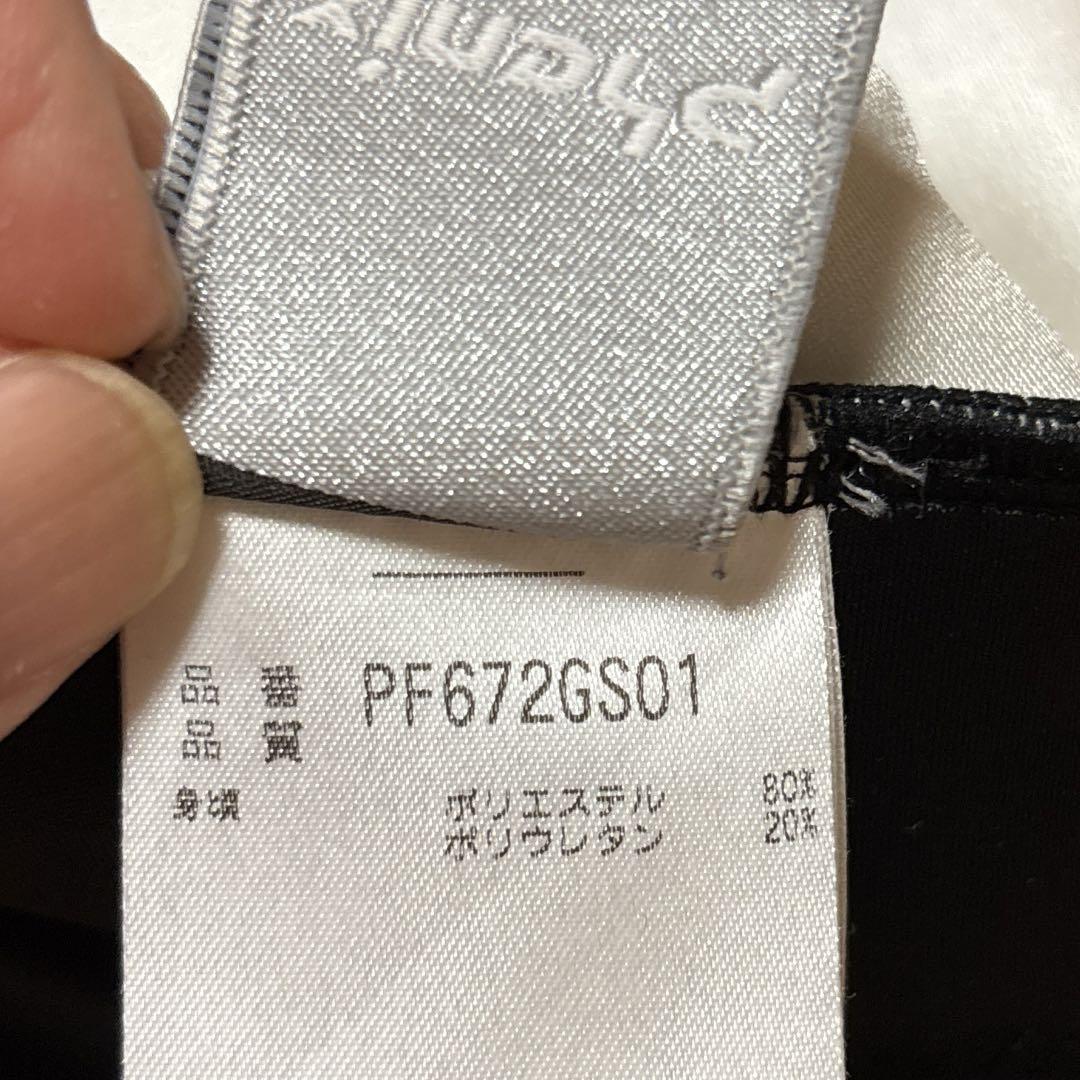 phenix
品番 PF672GS01
品質
身頃 ポリエステル 80%
ポリウレタン 20%